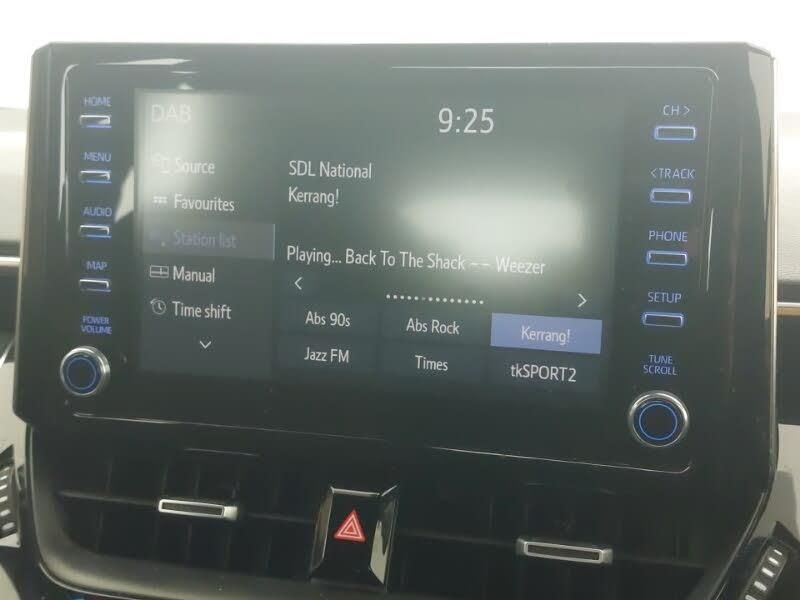 HOME
MENU
AUDIO
MAP
POWER
VOLUME
DAB
9:25
Source
Favourites
Station list
Manual
Time shift
SDL National
Kerrang!
Playing... Back To The Shack -- Weezer
<
>
Abs 90s
Abs Rock
Kerrang!
Jazz FM
Times
tkSPORT2
CH >
< TRACK
PHONE
SETUP
TUNE
SCROLL